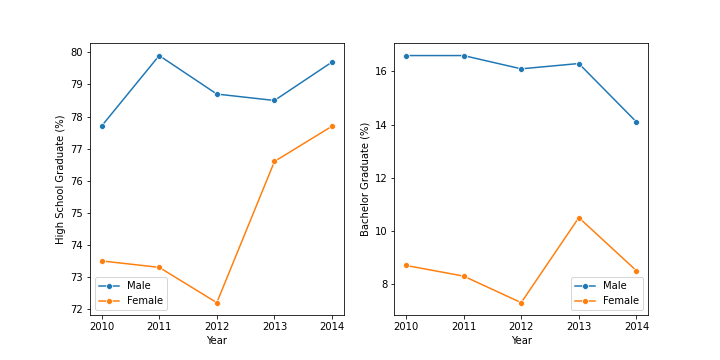 High School Graduate (%)
80
79
78
77
76
75
74
73
72
Male
Female
2010 2011 2012 2013 2014
Year
Bachelor Graduate (%)
16
14
12
10
8
Male
Female
2010 2011 2012 2013 2014
Year